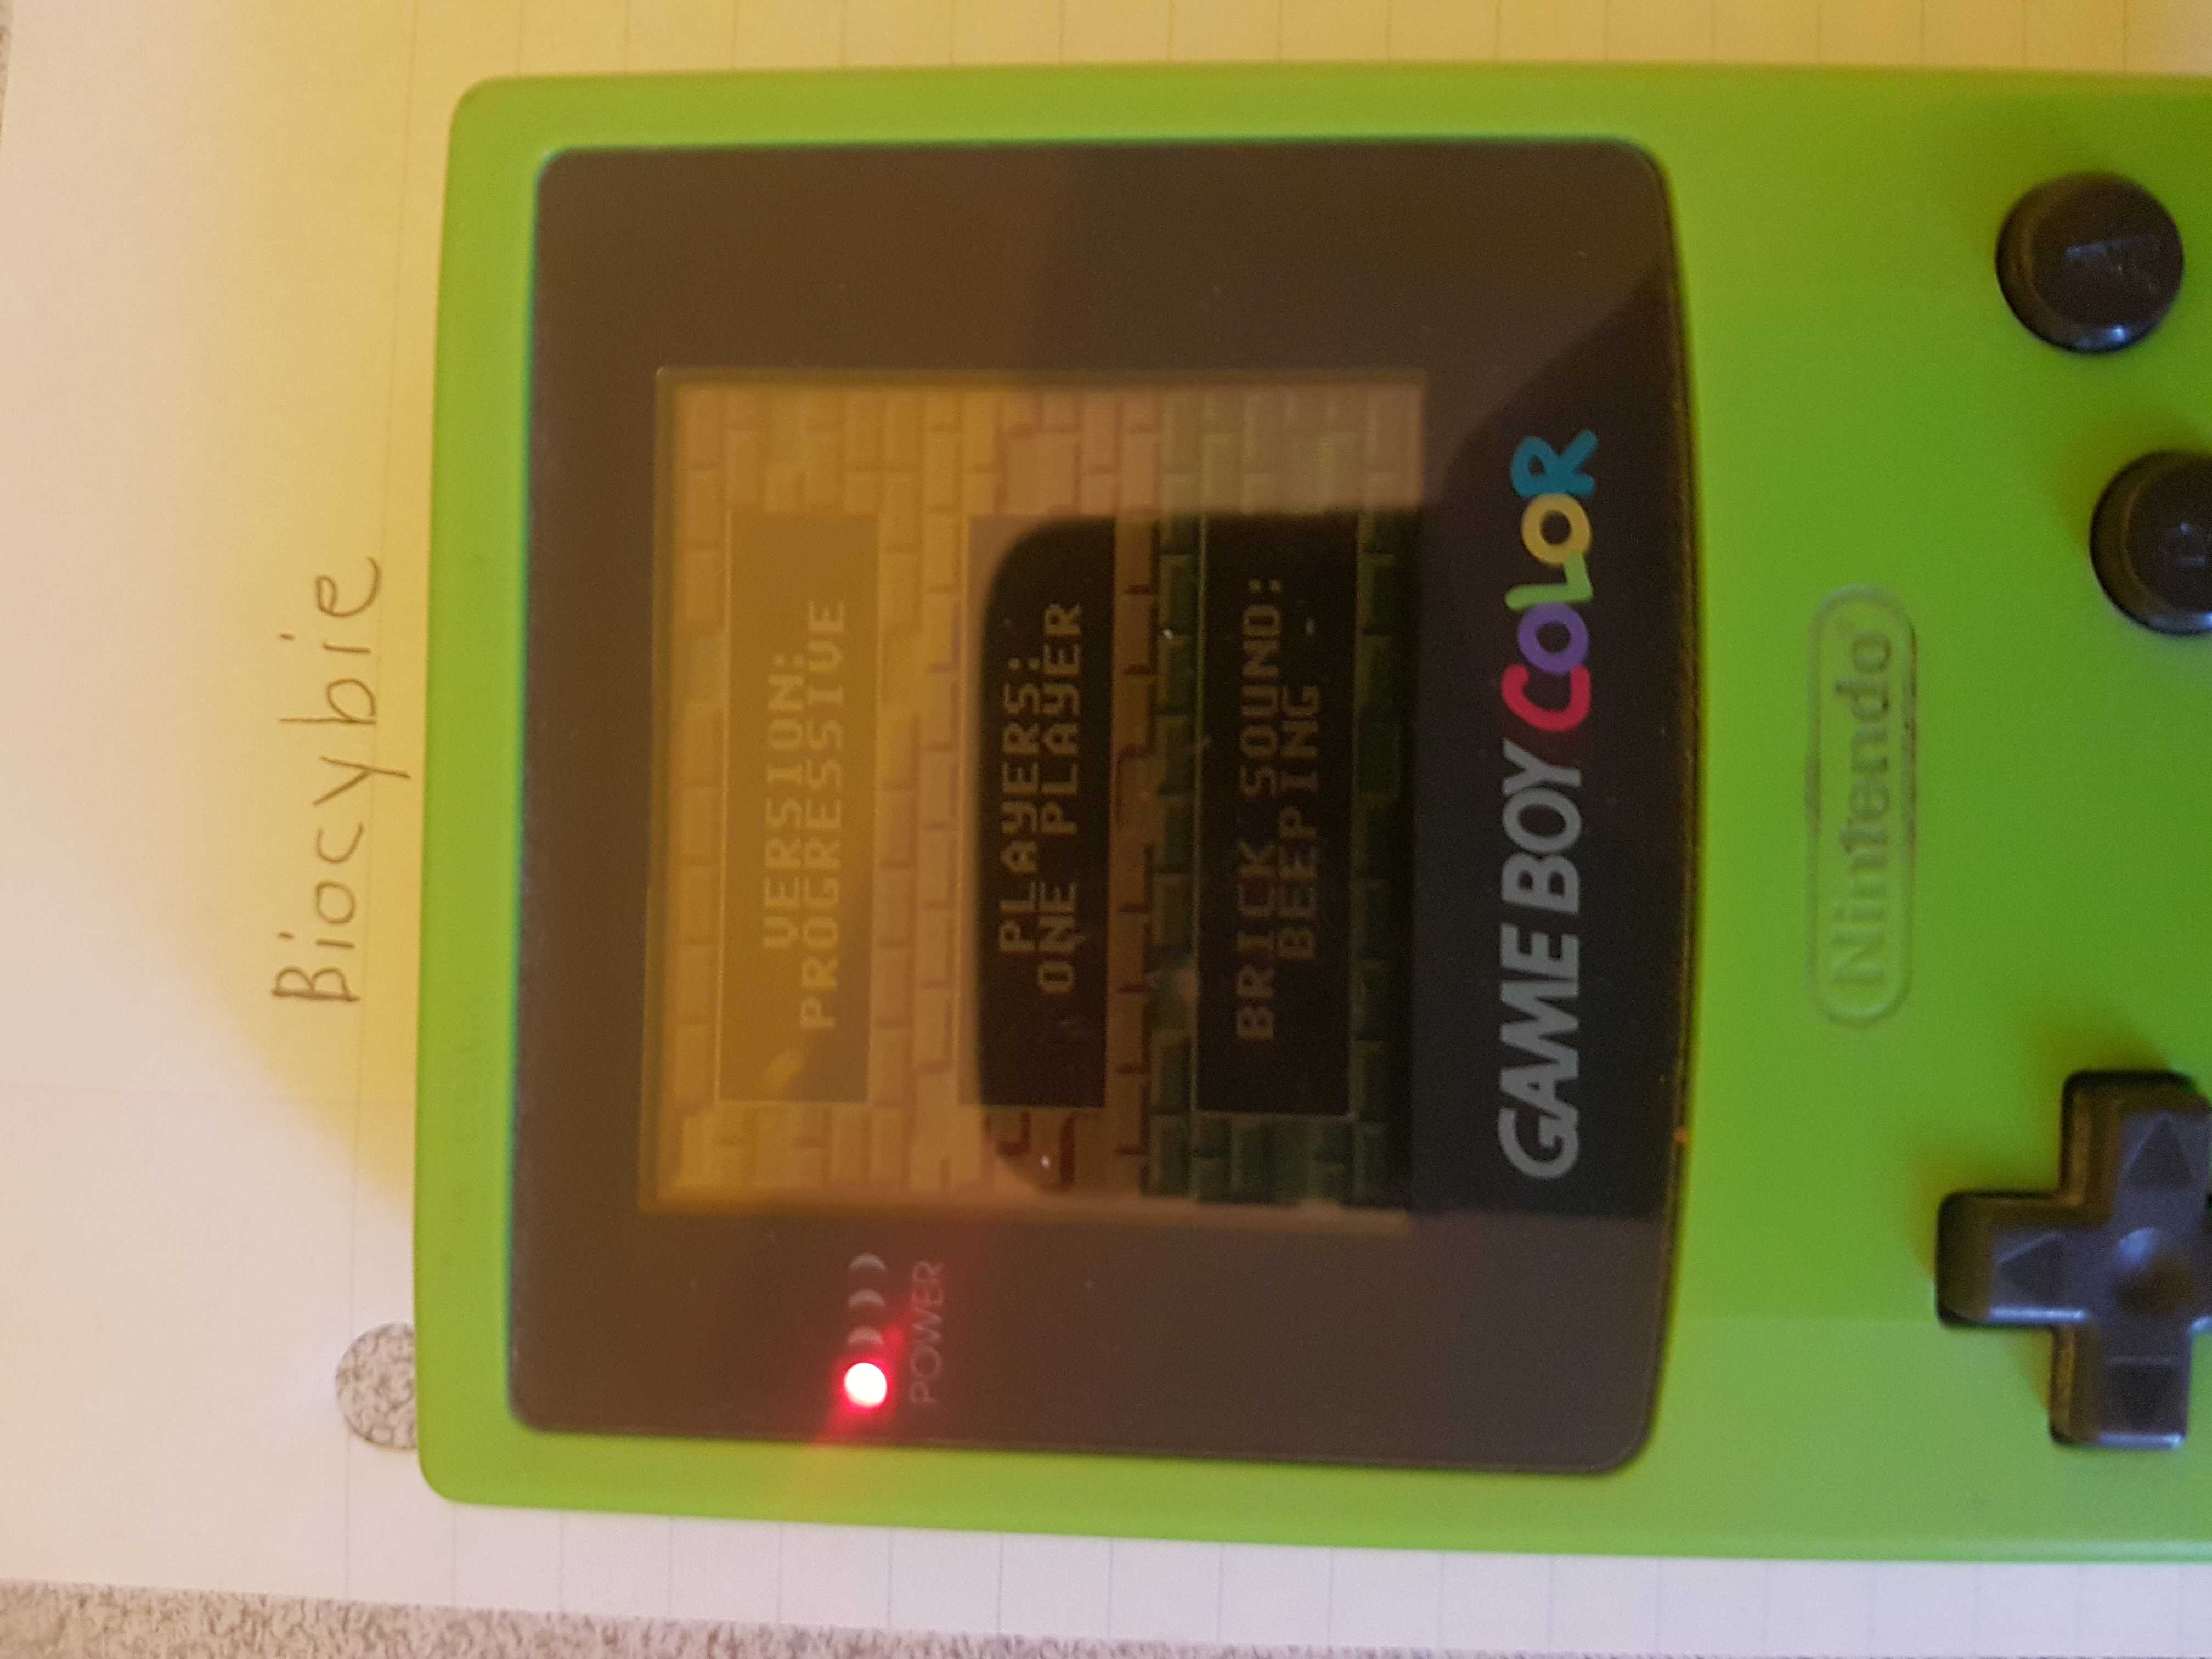 Biocybie
VERSION:
PROGRESSIVE
PLAYERS:
ONE PLAYER
BRICK SOUND:
BEEPING
POWER
GAME BOY COLOR
Nintendo
A
B